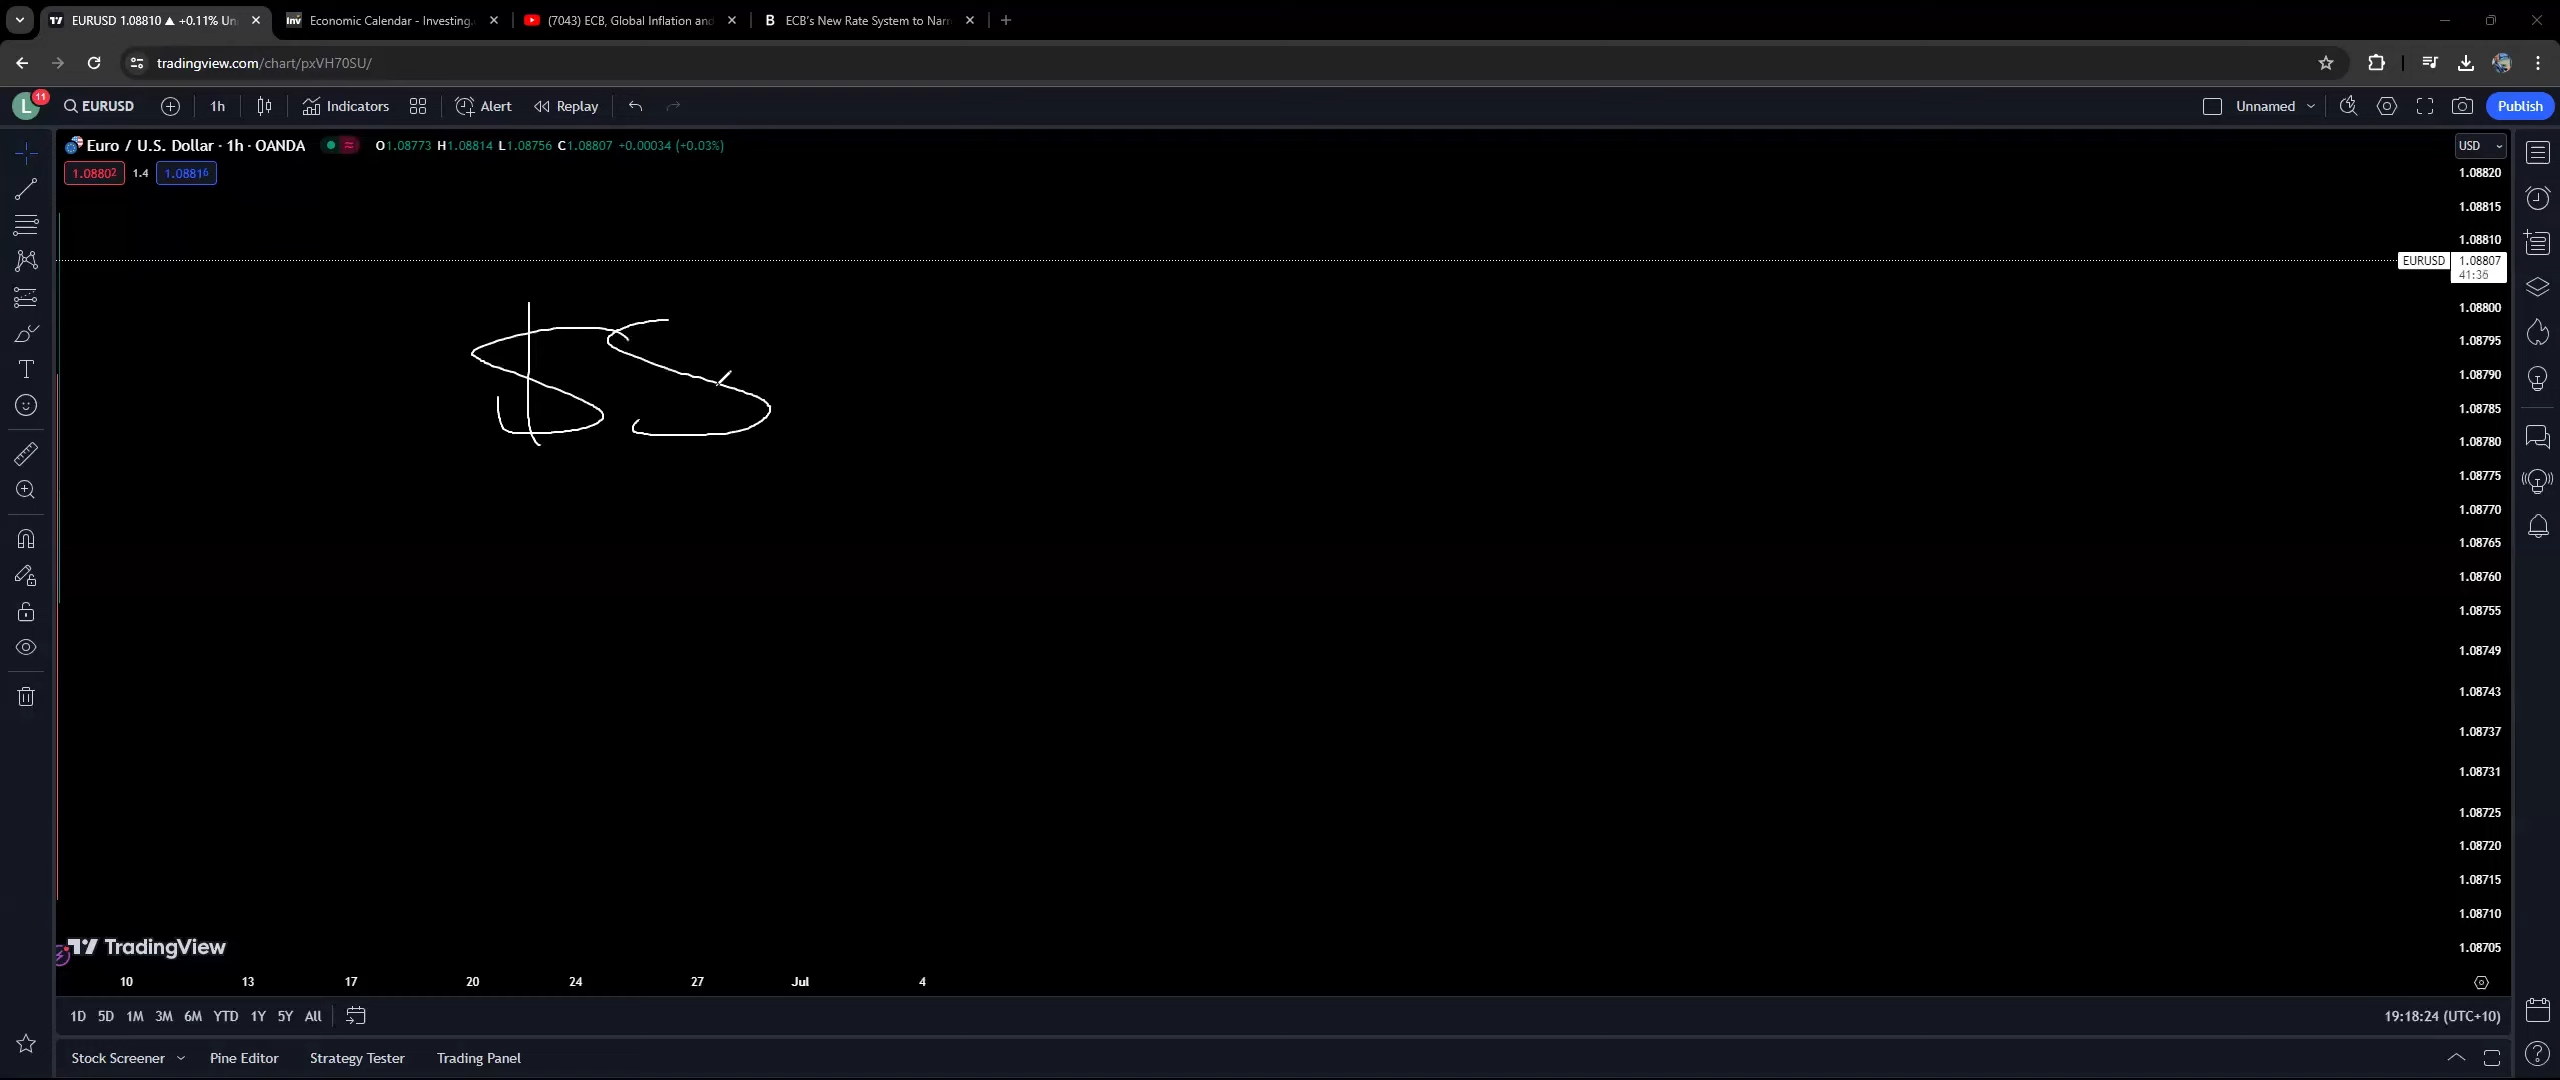 EURUSD 1.08810 ▲ +0.11% Un
Economic Calendar - Investing.
(7043) ECB, Global Inflation and
B ECB's New Rate System to Narr
tradingview.com/chart/pxVH70SU/
L 11 EURUSD 1h Indicators Alert Replay Unnamed Publish
Euro / U.S. Dollar · 1h · OANDA O1.08773 H1.08814 L1.08756 C1.08807 +0.00034 (+0.03%) USD
1.08802 1.4 1.08816
1.08820
1.08815
1.08810
EURUSD 1.08807
41:36
1.08800
1.08795
1.08790
1.08785
1.08780
1.08775
1.08770
1.08765
1.08760
1.08755
1.08749
1.08743
1.08737
1.08731
1.08725
1.08720
1.08715
1.08710
1.08705
$S
TradingView
10 13 17 20 24 27 Jul 4
1D 5D 1M 3M 6M YTD 1Y 5Y All 19:18:24 (UTC+10)
Stock Screener Pine Editor Strategy Tester Trading Panel